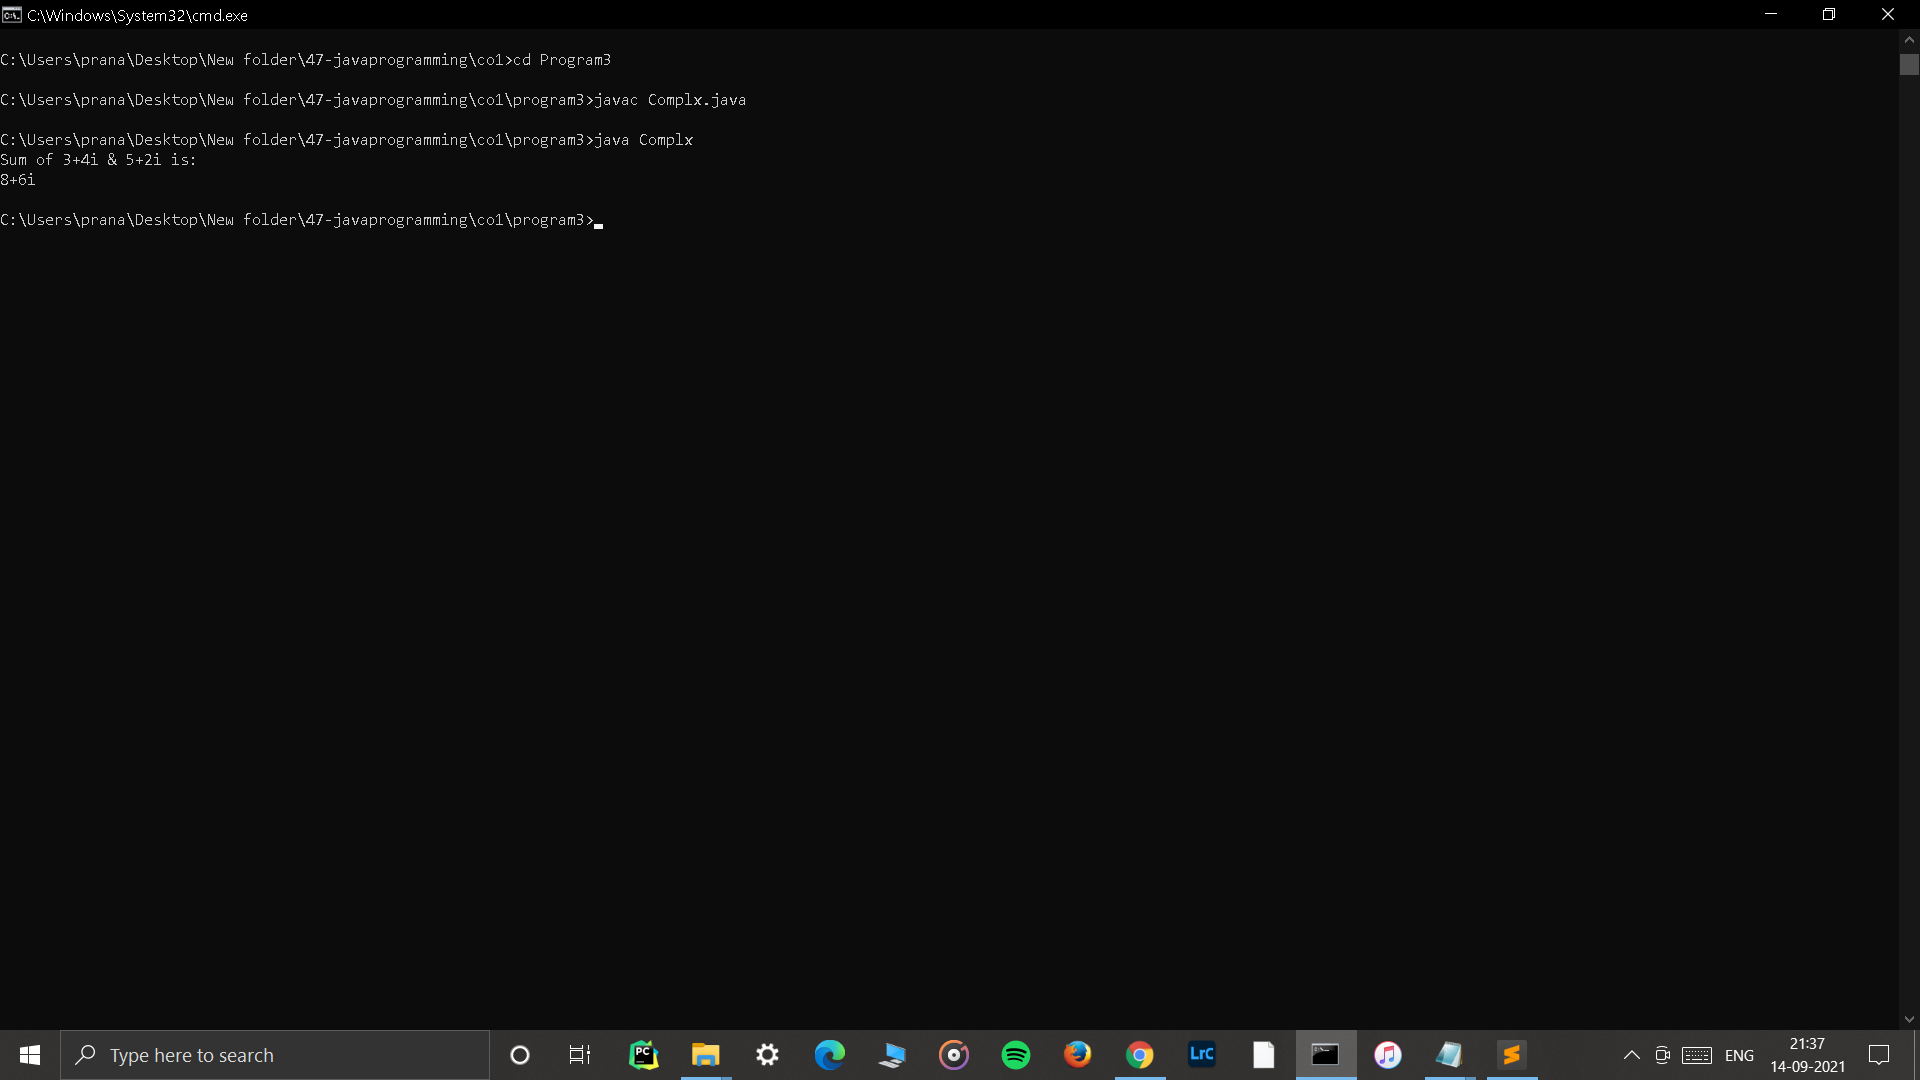 C:\Windows\System32\cmd.exe
C:\Users\prana\Desktop\New folder\47-javaprogramming\co1>cd Program3
C:\Users\prana\Desktop\New folder\47-javaprogramming\co1\program3>javac Complx.java
C:\Users\prana\Desktop\New folder\47-javaprogramming\co1\program3>java Complx
Sum of 3+4i & 5+2i is:
8+6i
C:\Users\prana\Desktop\New folder\47-javaprogramming\co1\program3>
Type here to search
PC
LrC
ENG
21:37
14-09-2021